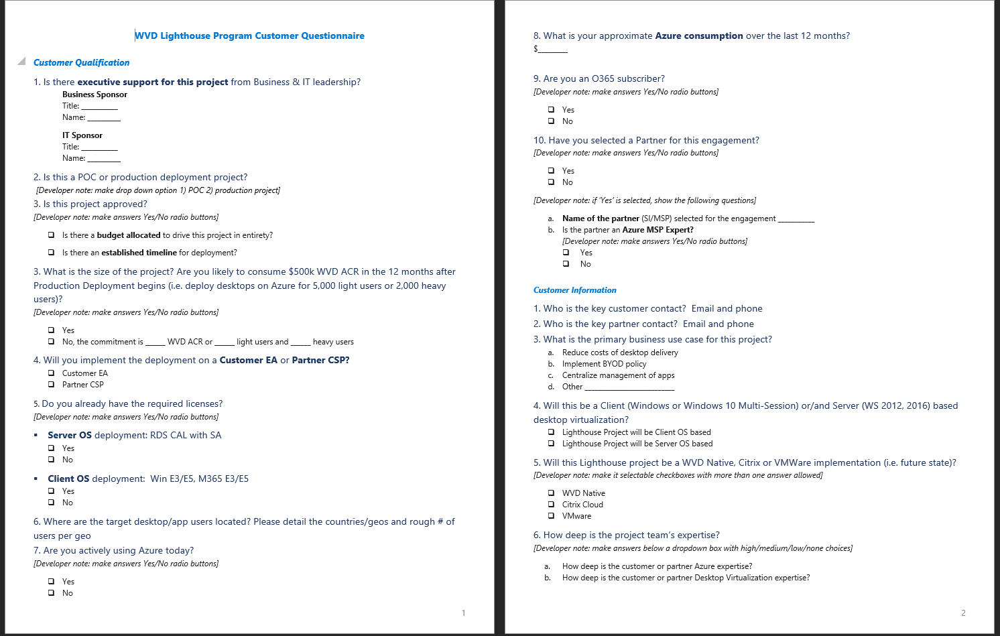 WVD Lighthouse Program Customer Questionnaire
Customer Qualification
1. Is there executive support for this project from Business & IT leadership?
Business Sponsor
Title: __________
Name: _________
IT Sponsor
Title: __________
Name: _________
2. Is this a POC or production deployment project?
[Developer note: make drop down option 1) POC 2) production project]
3. Is this project approved?
[Developer note: make answers Yes/No radio buttons]
❑ Is there a budget allocated to drive this project in entirety?
❑ Is there an established timeline for deployment?
3. What is the size of the project? Are you likely to consume $500k WVD ACR in the 12 months after
Production Deployment begins (i.e. deploy desktops on Azure for 5,000 light users or 2,000 heavy
users)?
[Developer note: make answers Yes/No radio buttons]
❑ Yes
❑ No, the commitment is _____ WVD ACR or _____ light users and _____ heavy users
4. Will you implement the deployment on a Customer EA or Partner CSP?
❑ Customer EA
❑ Partner CSP
5. Do you already have the required licenses?
[Developer note: make answers Yes/No radio buttons]
▪ Server OS deployment: RDS CAL with SA
❑ Yes
❑ No
▪ Client OS deployment:  Win E3/E5, M365 E3/E5
❑ Yes
❑ No
6. Where are the target desktop/app users located? Please detail the countries/geos and rough # of
users per geo
7. Are you actively using Azure today?
[Developer note: make answers Yes/No radio buttons]
❑ Yes
❑ No
1
8. What is your approximate Azure consumption over the last 12 months?
$________
9. Are you an O365 subscriber?
[Developer note: make answers Yes/No radio buttons]
❑ Yes
❑ No
10. Have you selected a Partner for this engagement?
[Developer note: make answers Yes/No radio buttons]
❑ Yes
❑ No
[Developer note: if ‘Yes’ is selected, show the following questions]
a. Name of the partner (SI/MSP) selected for the engagement __________
b. Is the partner an Azure MSP Expert?
[Developer note: make answers Yes/No radio buttons]
❑ Yes
❑ No
Customer Information
1. Who is the key customer contact?  Email and phone
2. Who is the key partner contact?  Email and phone
3. What is the primary business use case for this project?
a. Reduce costs of desktop delivery
b. Implement BYOD policy
c. Centralize management of apps
d. Other ________________________
4. Will this be a Client (Windows or Windows 10 Multi-Session) or/and Server (WS 2012, 2016) based
desktop virtualization?
❑ Lighthouse Project will be Client OS based
❑ Lighthouse Project will be Server OS based
5. Will this Lighthouse project be a WVD Native, Citrix or VMWare implementation (i.e. future state)?
[Developer note: make it selectable checkboxes with more than one answer allowed]
❑ WVD Native
❑ Citrix Cloud
❑ VMware
6. How deep is the project team’s expertise?
[Developer note: make answers below a dropdown box with high/medium/low/none choices]
a. How deep is the customer or partner Azure expertise?
b. How deep is the customer or partner Desktop Virtualization expertise?
2